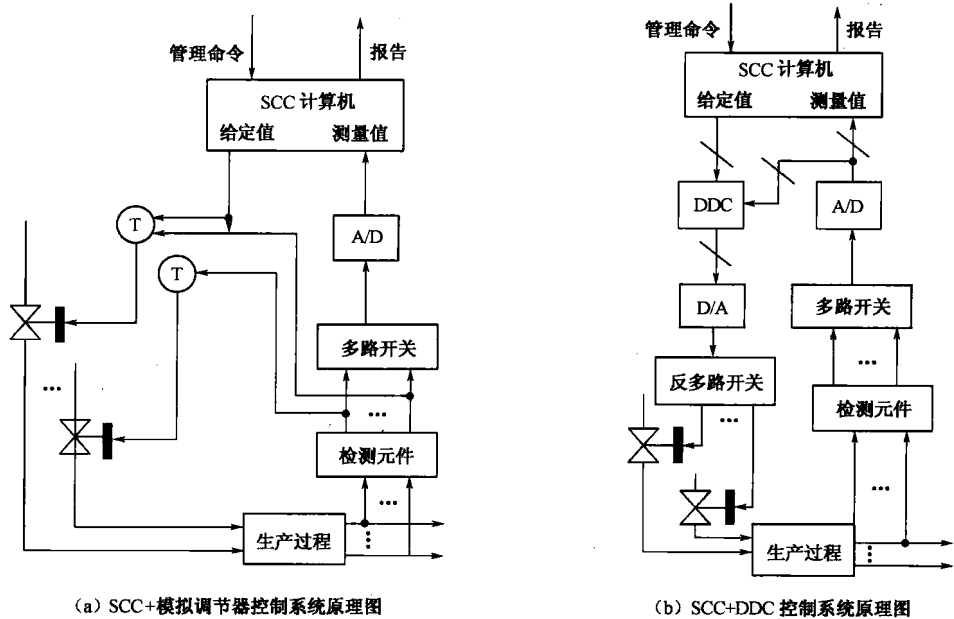 管理命令
报告
SCC 计算机
给定值
测量值
T
A/D
T
多路开关
...
...
检测元件
...
生产过程
(a) SCC+模拟调节器控制系统原理图
管理命令
报告
SCC 计算机
给定值
测量值
DDC
A/D
D/A
多路开关
...
反多路开关
检测元件
...
...
生产过程
(b) SCC+DDC 控制系统原理图